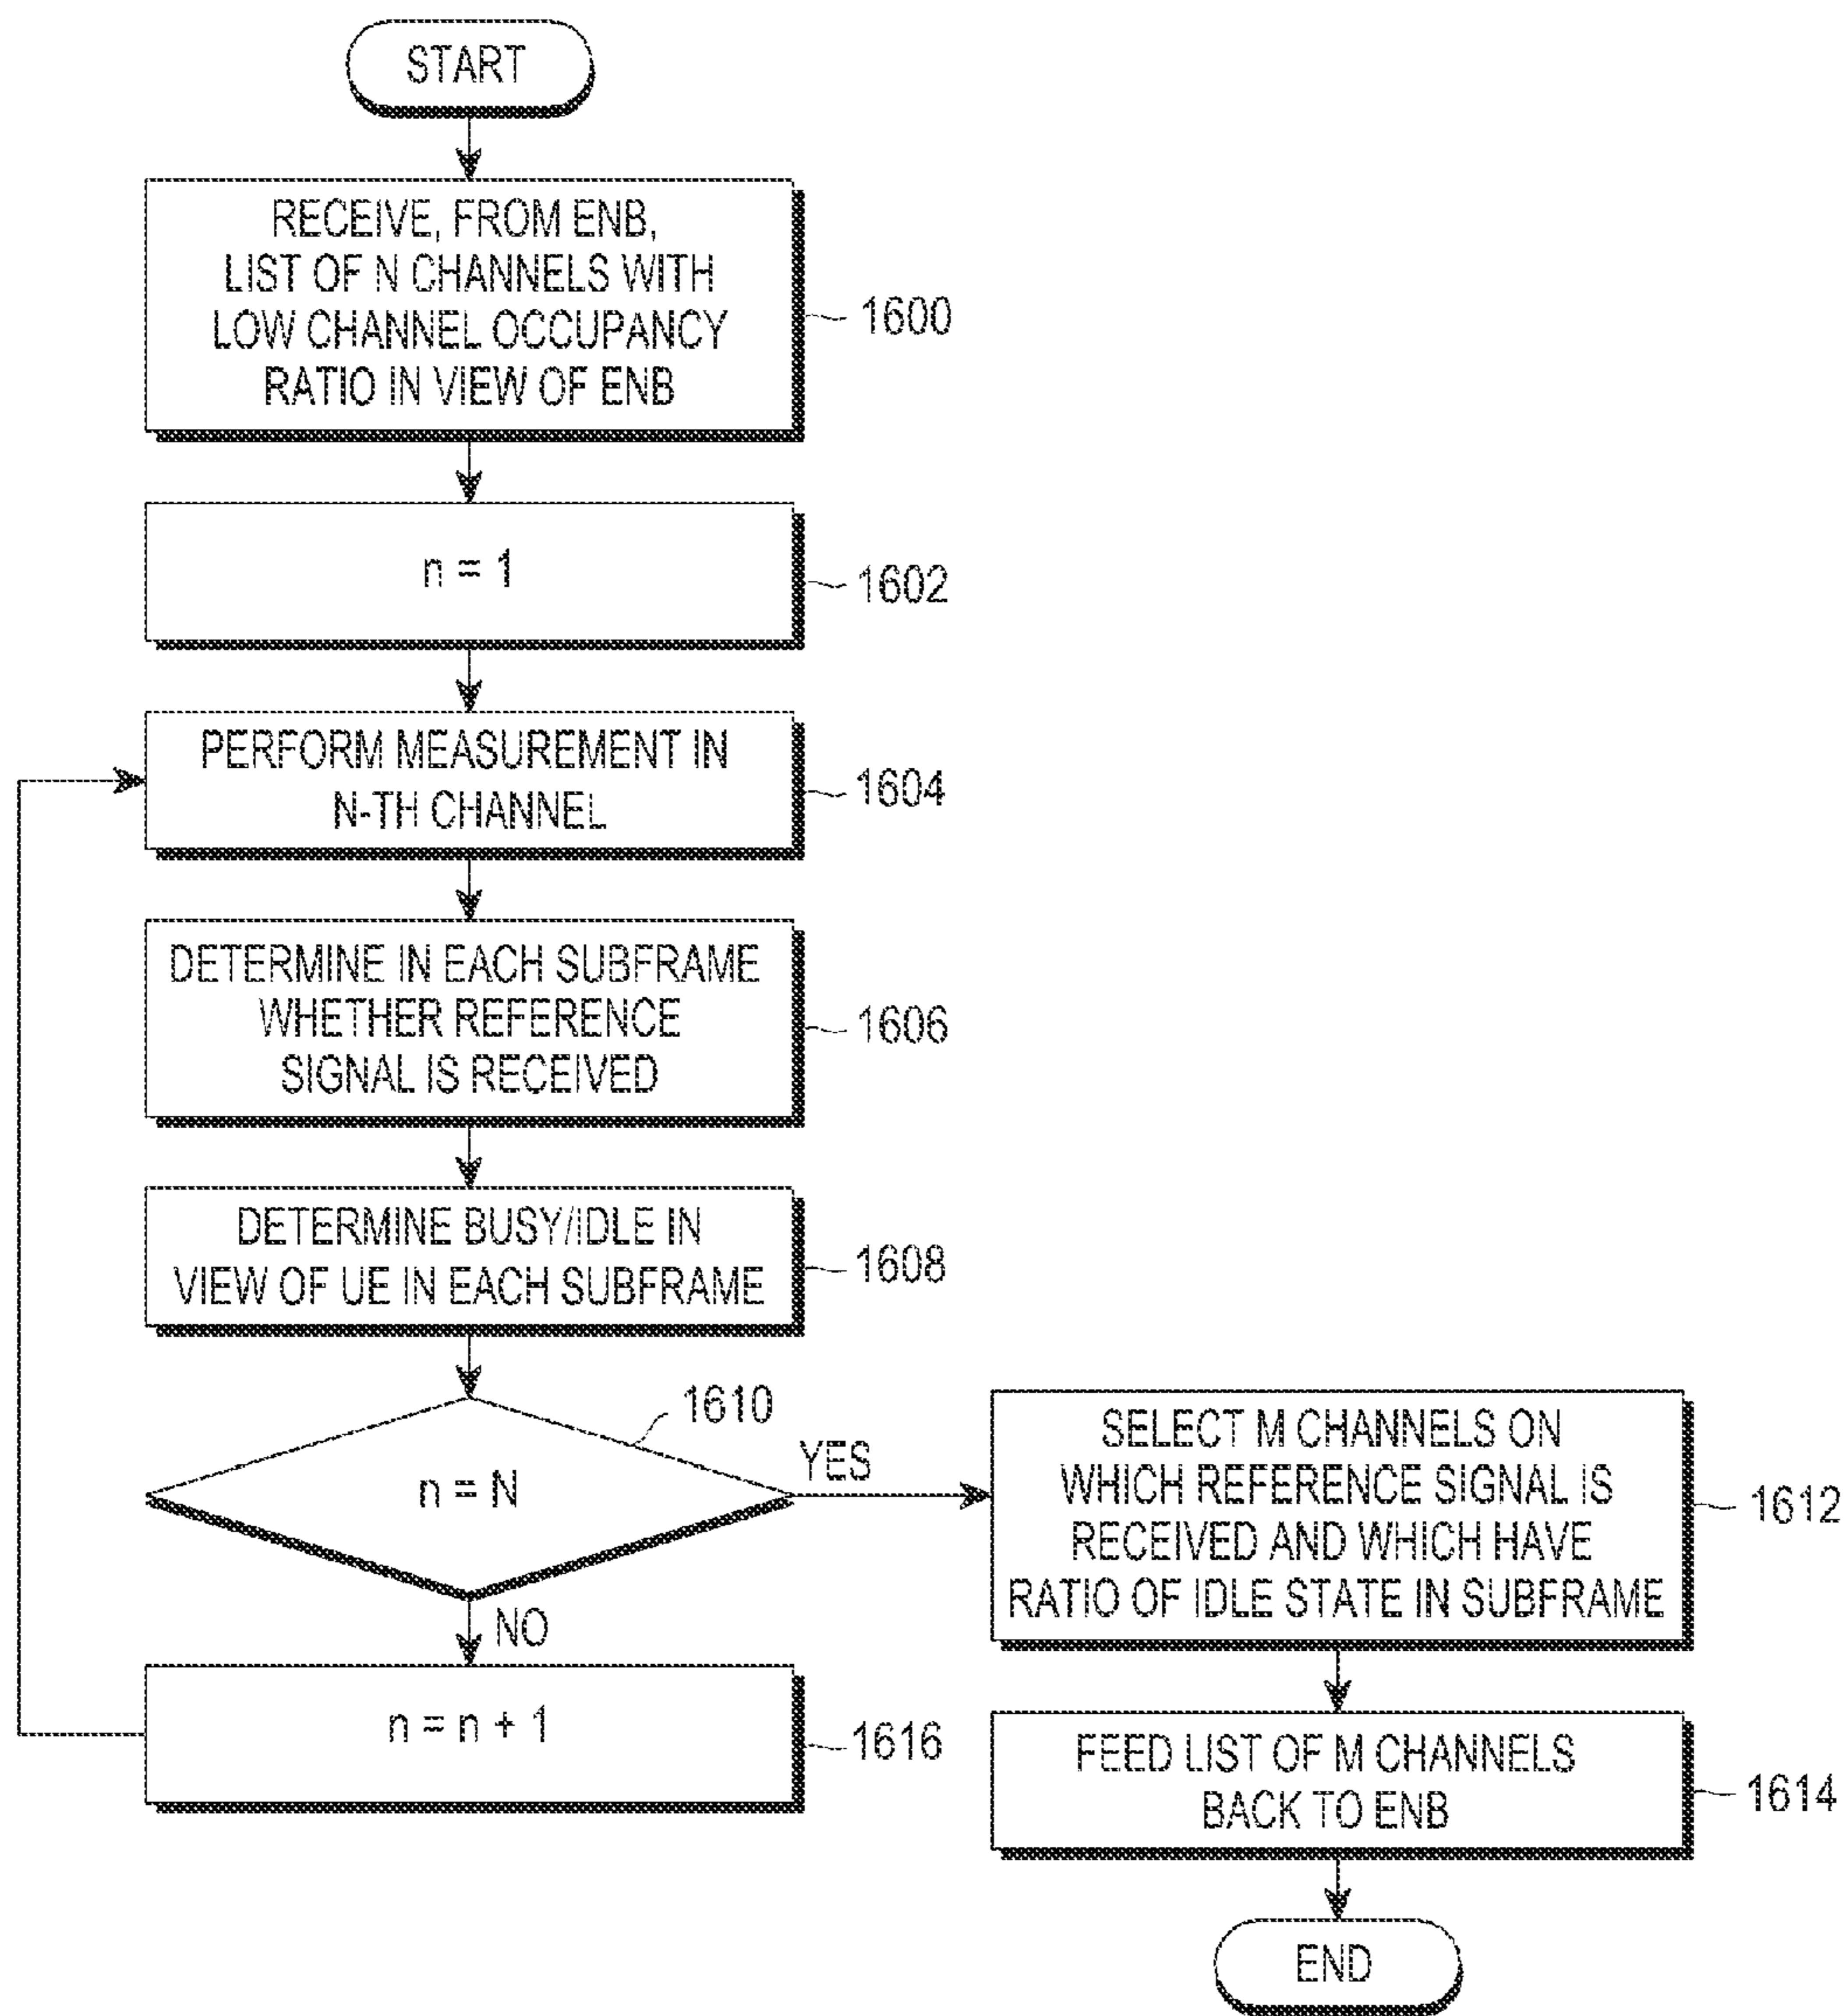 START
RECEIVE, FROM ENB,
LIST OF N CHANNELS WITH
LOW CHANNEL OCCUPANCY
RATIO IN VIEW OF ENB
1600
n = 1
1602
PERFORM MEASUREMENT IN
N-TH CHANNEL
1604
DETERMINE IN EACH SUBFRAME
WHETHER REFERENCE
SIGNAL IS RECEIVED
1606
DETERMINE BUSY/IDLE IN
VIEW OF UE IN EACH SUBFRAME
1608
1610
n = N
YES
NO
n = n + 1
1616
SELECT M CHANNELS ON
WHICH REFERENCE SIGNAL IS
RECEIVED AND WHICH HAVE
RATIO OF IDLE STATE IN SUBFRAME
1612
FEED LIST OF M CHANNELS
BACK TO ENB
1614
END